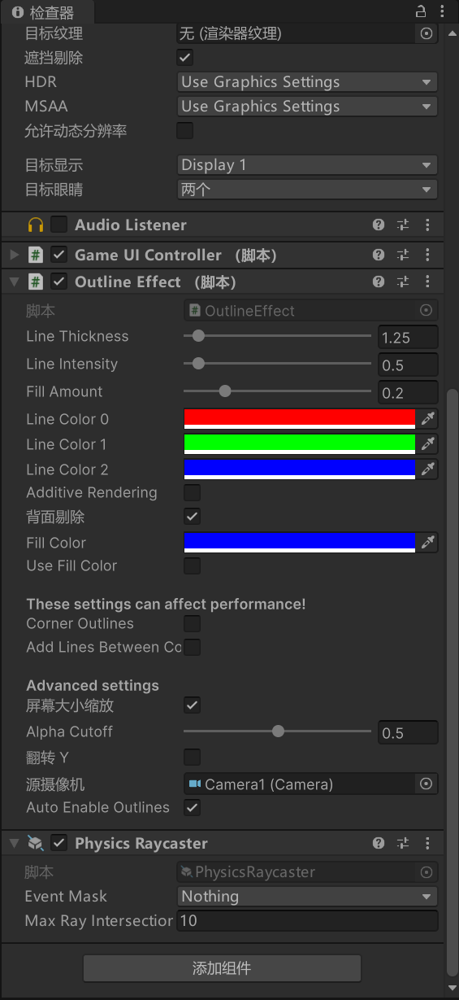 检查器
目标纹理 无 (渲染器纹理)
遮挡剔除
HDR Use Graphics Settings
MSAA Use Graphics Settings
允许动态分辨率
目标显示 Display 1
目标眼睛 两个
Audio Listener
Game UI Controller （脚本）
Outline Effect （脚本）
脚本 OutlineEffect
Line Thickness 1.25
Line Intensity 0.5
Fill Amount 0.2
Line Color 0
Line Color 1
Line Color 2
Additive Rendering
背面剔除
Fill Color
Use Fill Color
These settings can affect performance!
Corner Outlines
Add Lines Between Co
Advanced settings
屏幕大小缩放
Alpha Cutoff 0.5
翻转 Y
源摄像机 Camera1 (Camera)
Auto Enable Outlines
Physics Raycaster
脚本 PhysicsRaycaster
Event Mask Nothing
Max Ray Intersection 10
添加组件